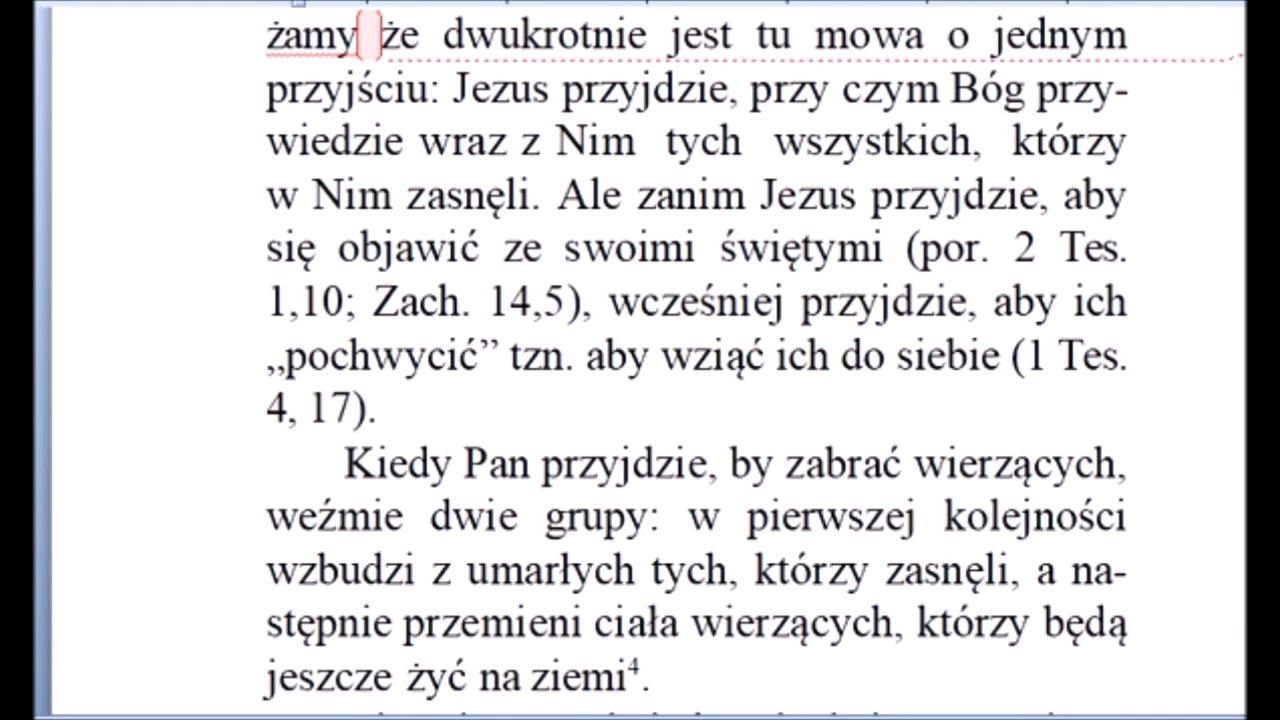 żamy że dwukrotnie jest tu mowa o jednym
przyjściu: Jezus przyjdzie, przy czym Bóg przy-
wiedzie wraz z Nim tych wszystkich, którzy
w Nim zasnęli. Ale zanim Jezus przyjdzie, aby
się objawić ze swoimi świętymi (por. 2 Tes.
1,10; Zach. 14,5), wcześniej przyjdzie, aby ich
„pochwycić” tzn. aby wziąć ich do siebie (1 Tes.
4, 17).
Kiedy Pan przyjdzie, by zabrać wierzących,
weźmie dwie grupy: w pierwszej kolejności
wzbudzi z umarłych tych, którzy zasnęli, a na-
stępnie przemieni ciała wierzących, którzy będą
jeszcze żyć na ziemi⁴.